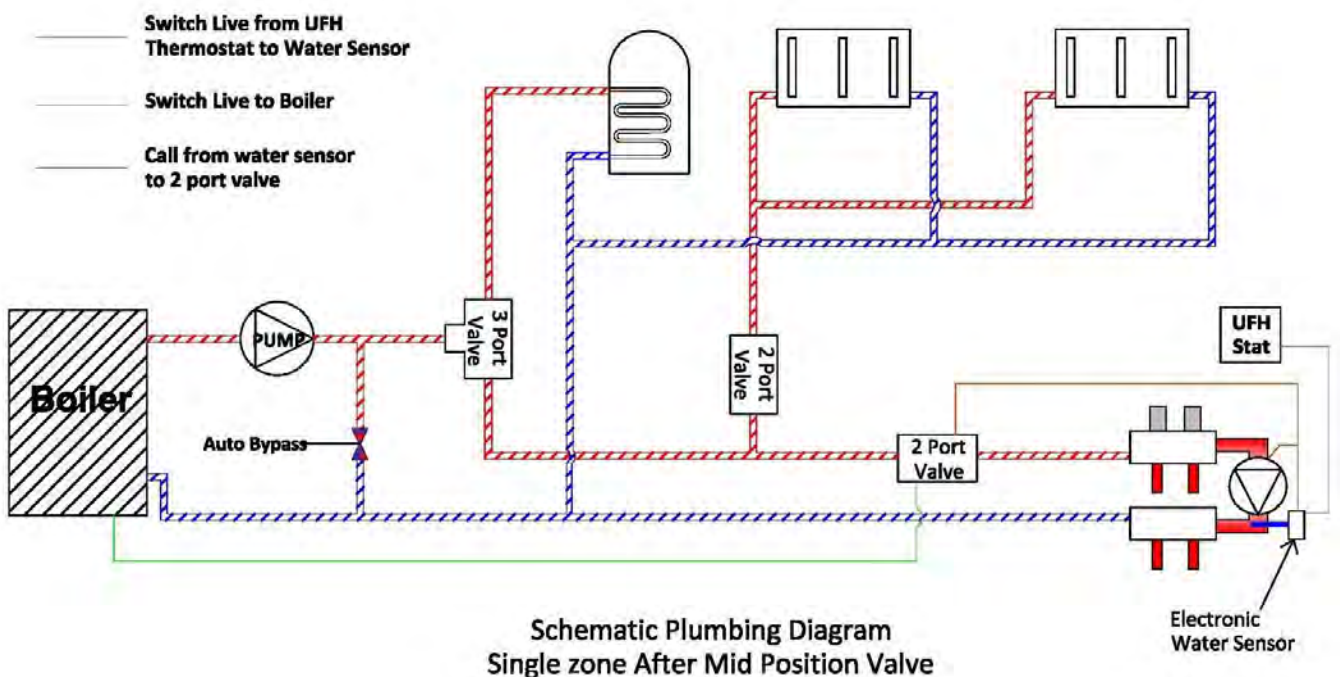 Switch Live from UFH
Thermostat to Water Sensor
Switch Live to Boiler
Call from water sensor
to 2 port valve
Boiler
PUMP
Auto Bypass
3 Port
Valve
2 Port
Valve
2 Port
Valve
UFH
Stat
Electronic
Water Sensor
Schematic Plumbing Diagram
Single zone After Mid Position Valve